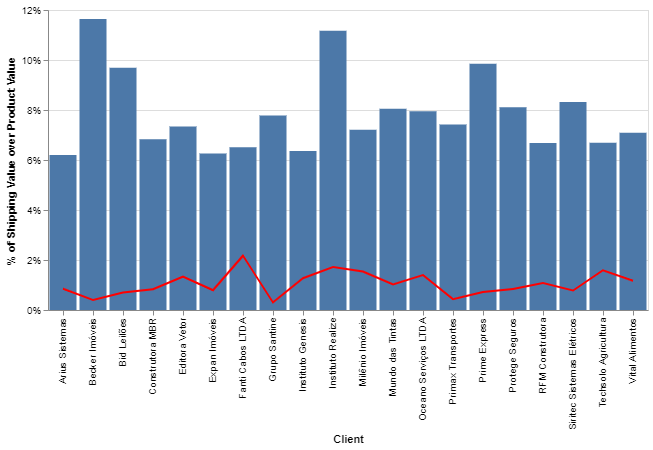 12%
10%
8%
6%
4%
2%
0%
% of Shipping Value over Product Value
Arius Sistemas
Becker Imóveis
Bid Leilões
Construtora MBR
Editora Vetor
Expan Imóveis
Fanti Cabos LTDA
Grupo Santine
Instituto Genesis
Instituto Realize
Milênio Imóveis
Mundo das Tintas
Oceano Serviços LTDA
Primax Transportes
Prime Express
Protege Seguros
RFM Construtora
Siritec Sistemas Elétricos
Techsolo Agricultura
Vital Alimentos
Client